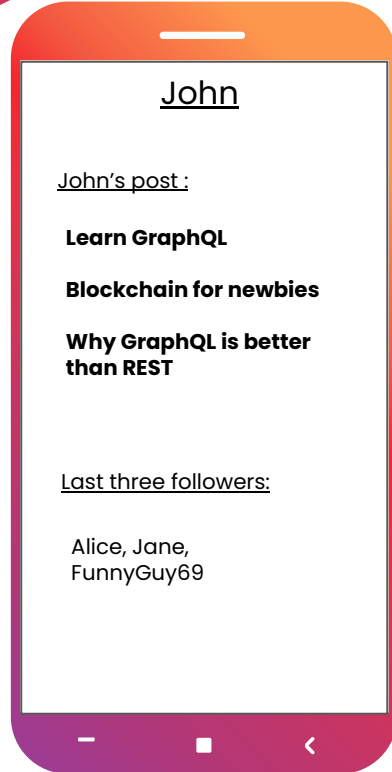 John
John’s post :
Learn GraphQL
Blockchain for newbies
Why GraphQL is better
than REST
Last three followers:
Alice, Jane,
FunnyGuy69